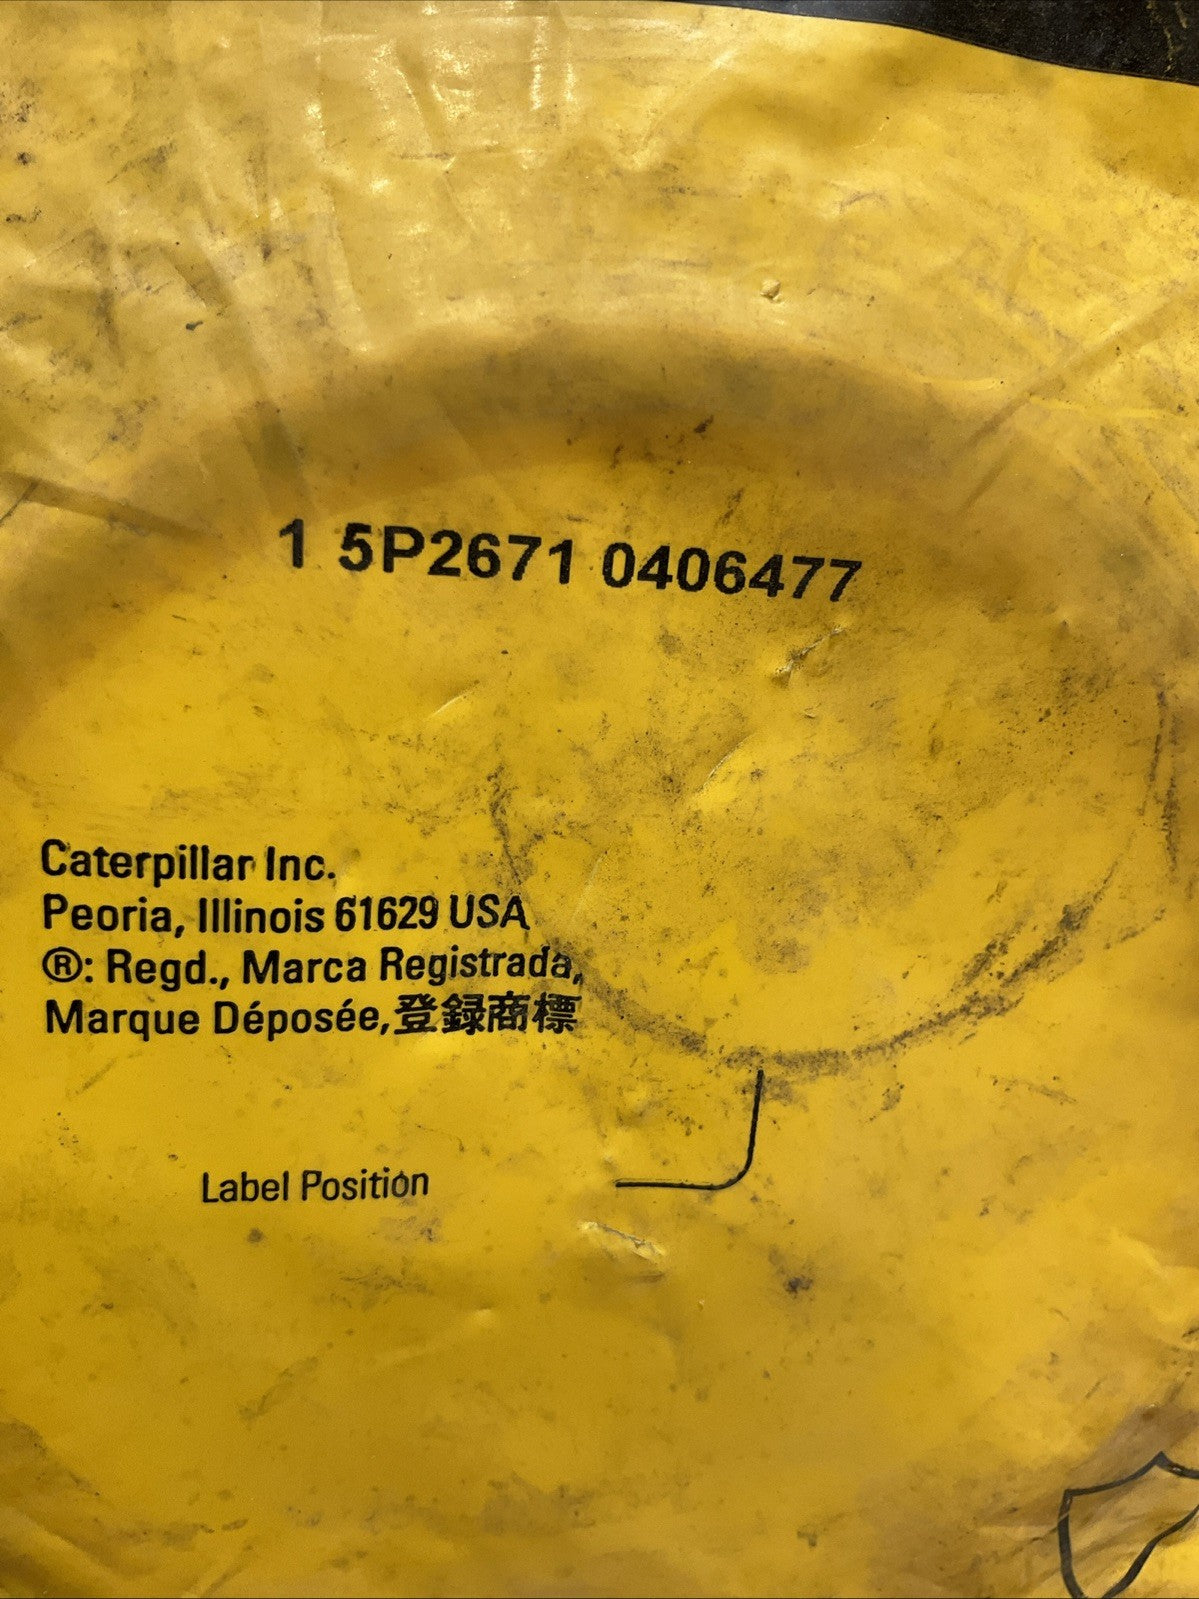 1 5P2671 0406477
Caterpillar Inc.
Peoria, Illinois 61629 USA
®: Regd., Marca Registrada,
Marque Déposée,登録商標
Label Position